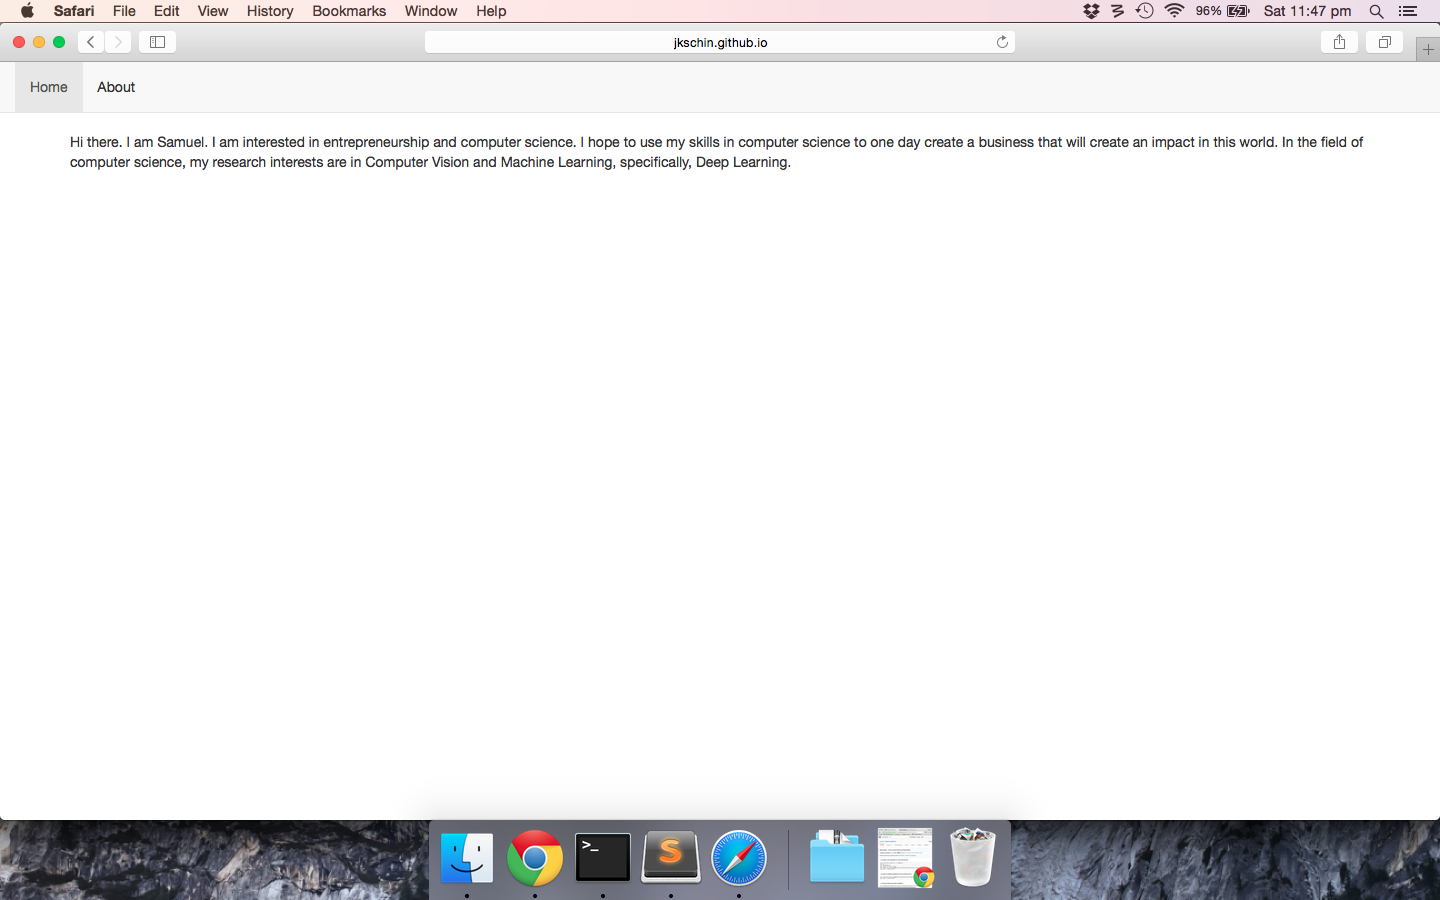 Safari File Edit View History Bookmarks Window Help 96% Sat 11:47 pm
jkschin.github.io
Home About
Hi there. I am Samuel. I am interested in entrepreneurship and computer science. I hope to use my skills in computer science to one day create a business that will create an impact in this world. In the field of
computer science, my research interests are in Computer Vision and Machine Learning, specifically, Deep Learning.
>_
S